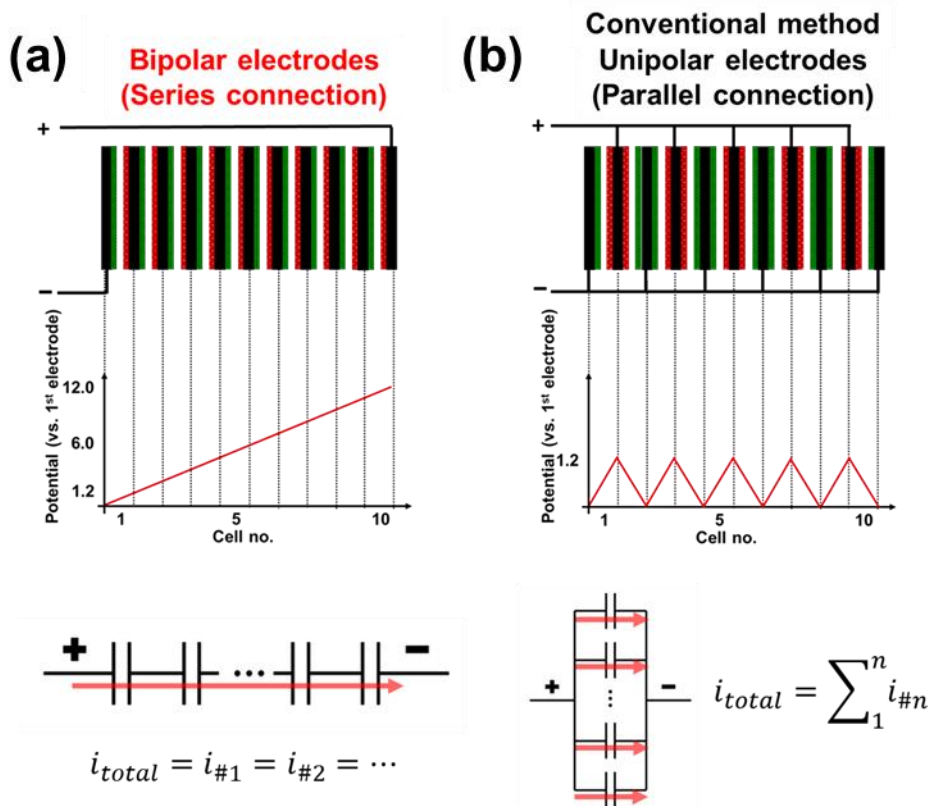 (a)
Bipolar electrodes
(Series connection)
+
−
Potential (vs. 1st electrode)
12.0
6.0
1.2
1
5
10
Cell no.
+
−
...
i_total = i_#1 = i_#2 = ⋯
(b)
Conventional method
Unipolar electrodes
(Parallel connection)
+
−
Potential (vs. 1st electrode)
1.2
1
5
10
Cell no.
+
−
⋮
i_total = ∑_1^n i_#n